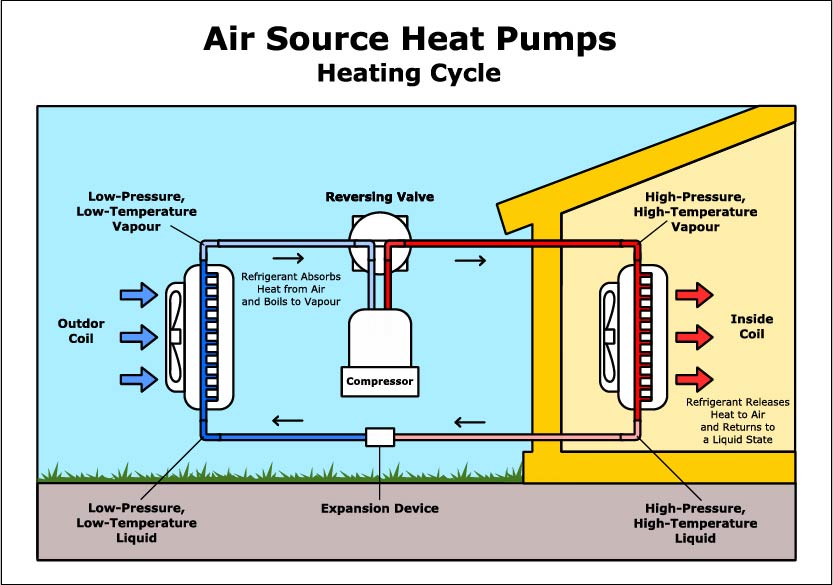 Air Source Heat Pumps
Heating Cycle
Low-Pressure,
Low-Temperature
Vapour
Reversing Valve
High-Pressure,
High-Temperature
Vapour
Refrigerant Absorbs
Heat from Air
and Boils to Vapour
Outdor
Coil
Inside
Coil
Compressor
Refrigerant Releases
Heat to Air
and Returns to
a Liquid State
Low-Pressure,
Low-Temperature
Liquid
Expansion Device
High-Pressure,
High-Temperature
Liquid